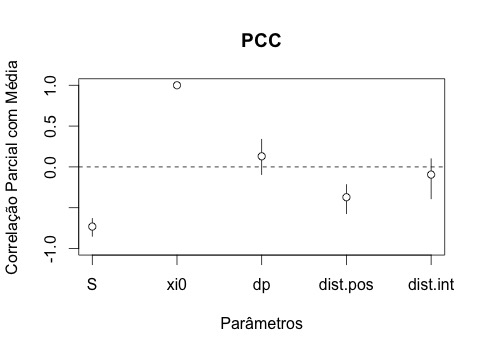 PCC
Correlação Parcial com Média
1.0
0.5
0.0
-1.0
S xi0 dp dist.pos dist.int
Parâmetros